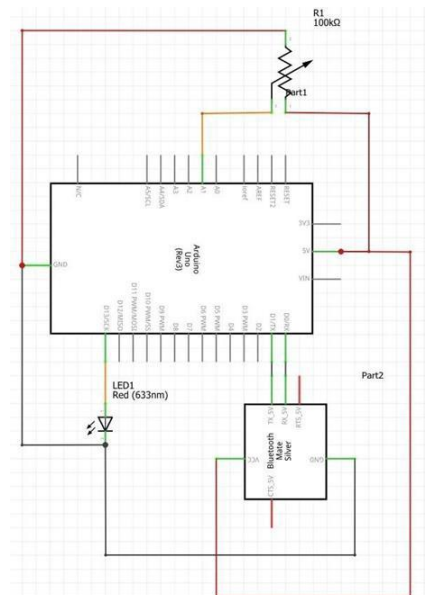 R1
100kΩ
Part1
N/C
A5/SCL
A4/SDA
A3
A2
A1
A0
AREF
RESET2
RESET
Arduino
Uno
(Rev3)
3V3
5V
VIN
GND
D13/SCK
D12/MISO
D11 PWM/MOSI
D10 PWM/SS
D9 PWM
D8
D7
D6 PWM
D5 PWM
D4
D3 PWM
D2
D1/TX
D0/RX
LED1
Red (633nm)
Part2
TX_5V
RX_5V
RTS_5V
Bluetooth
Mate
Silver
VCC
GND
CTS_5V